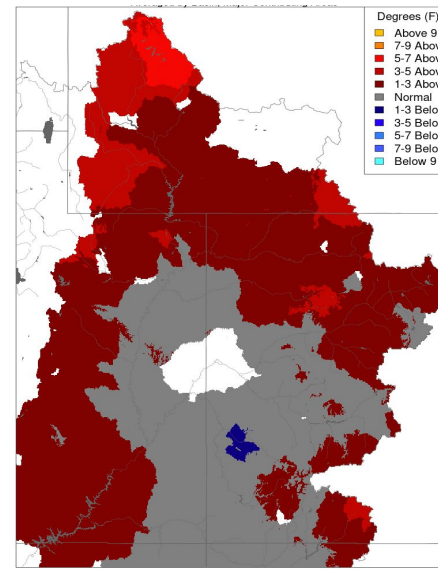 Degrees (F)
Above 9
7-9 Abov
5-7 Abov
3-5 Abov
1-3 Abov
Normal
1-3 Belo
3-5 Belo
5-7 Belo
7-9 Belo
Below 9